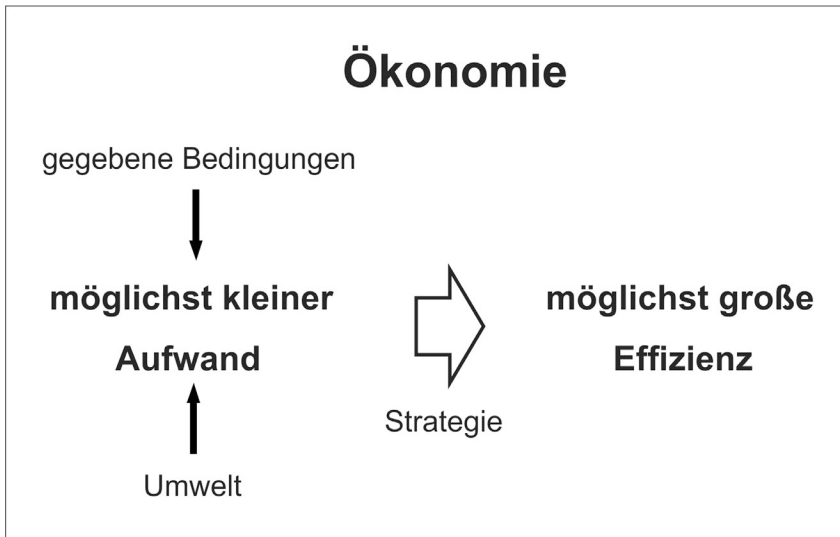 Ökonomie
gegebene Bedingungen
möglichst kleiner
Aufwand
Umwelt
Strategie
möglichst große
Effizienz